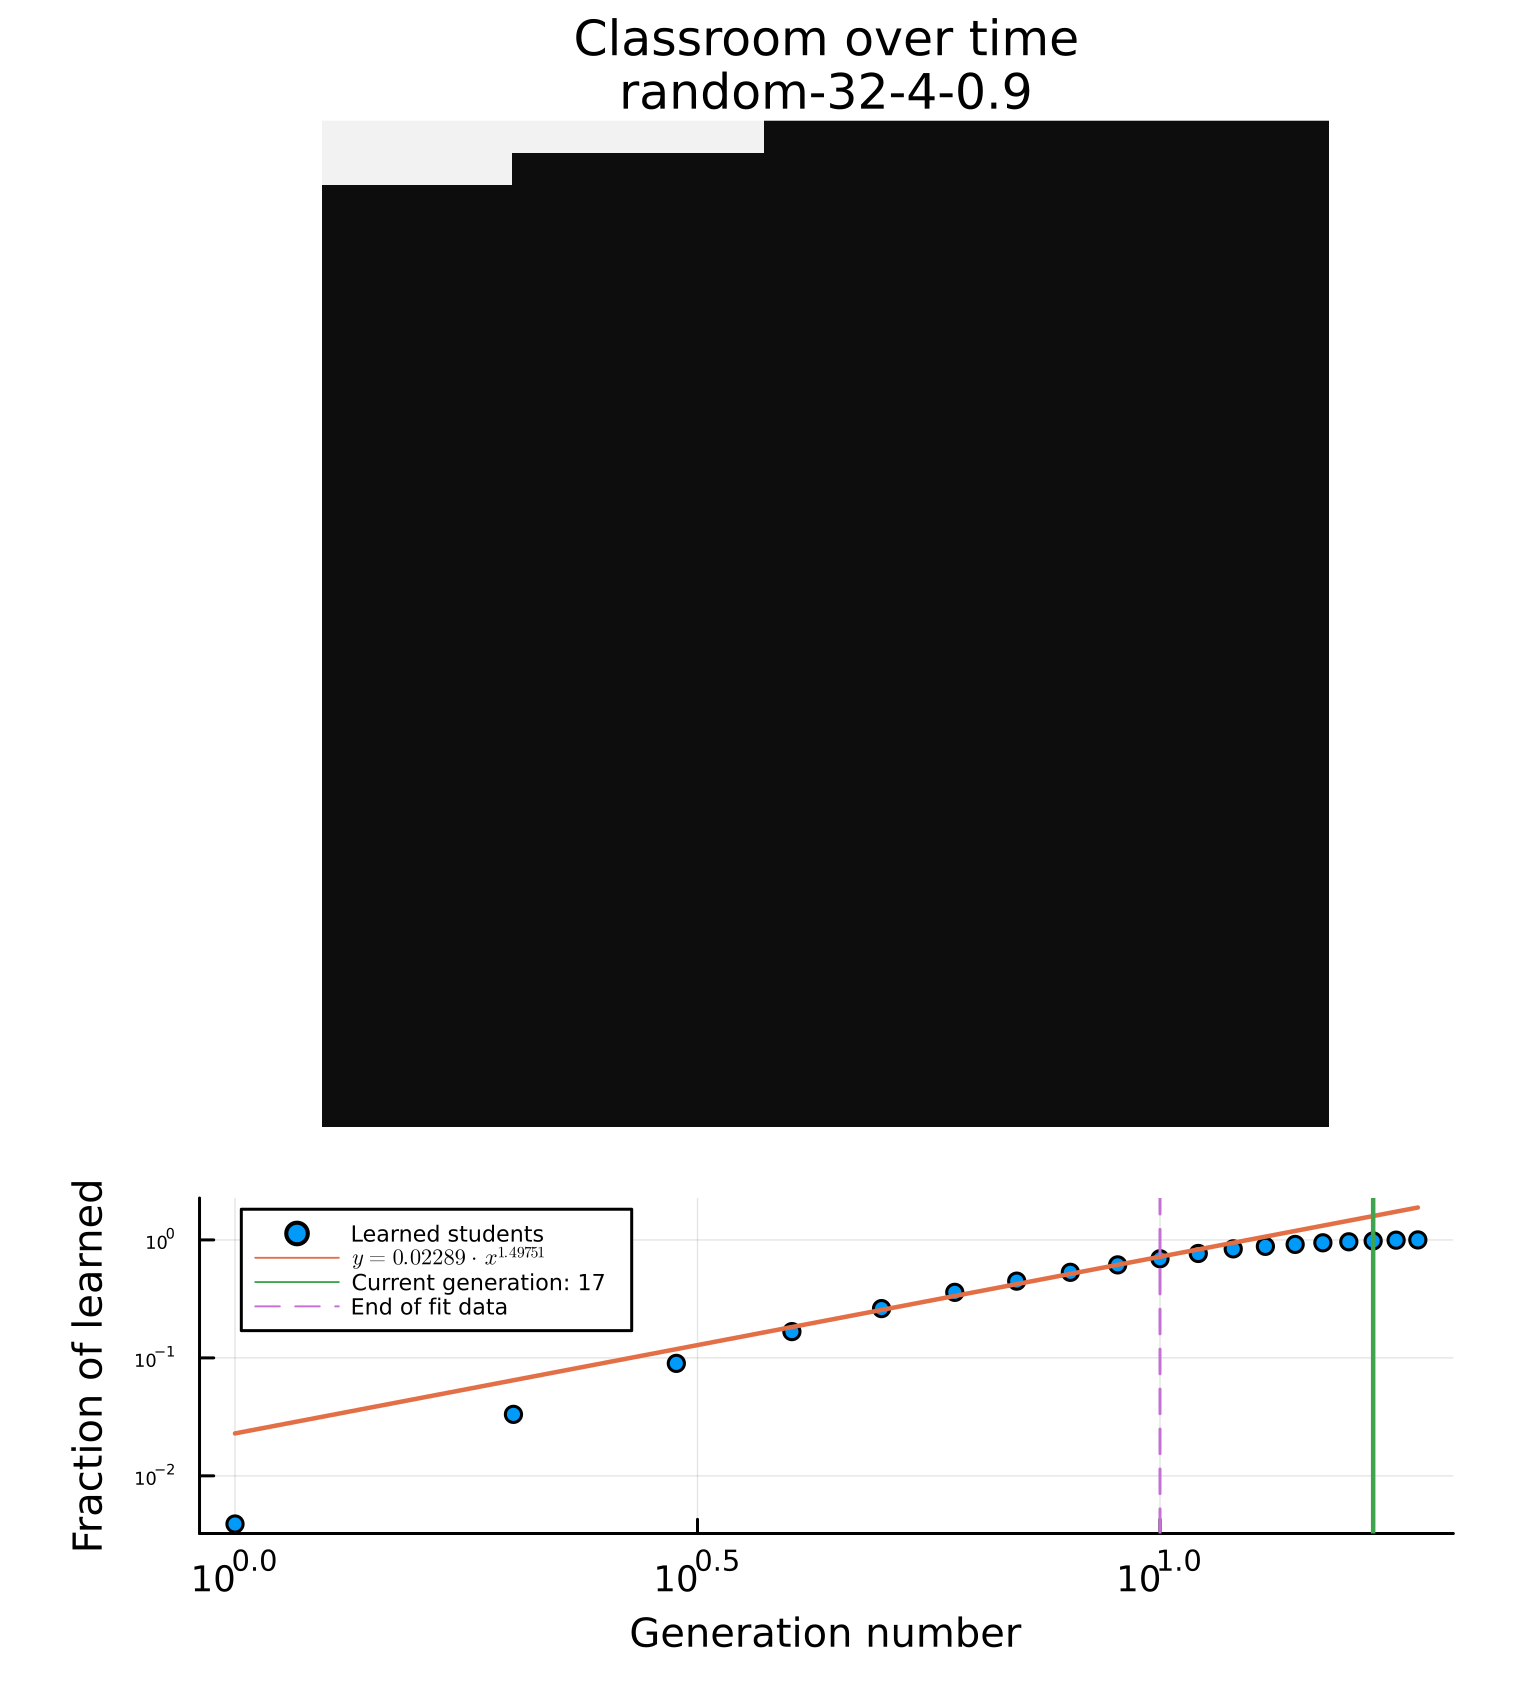 Classroom over time
random-32-4-0.9
Fraction of learned
10⁰
10⁻¹
10⁻²
Learned students
y = 0.02289 · x^1.49751
Current generation: 17
End of fit data
10^0.0
10^0.5
10^1.0
Generation number